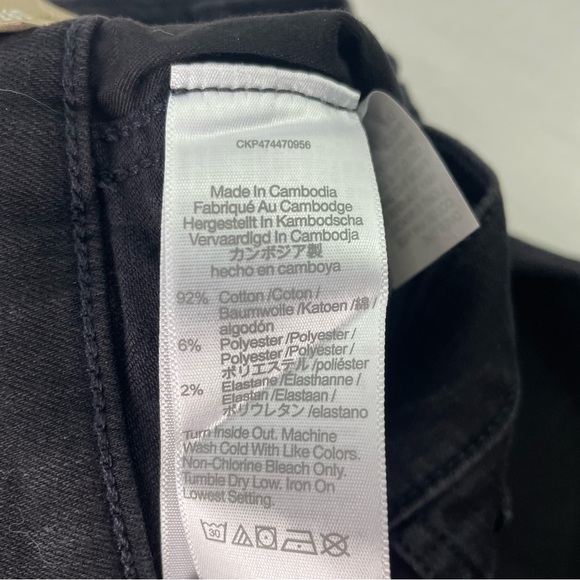 CKP474470956
Made In Cambodia
Fabriqué Au Cambodge
Hergestellt In Kambodscha
Vervaardigd In Cambodja
カンボジア製
hecho en camboya
92% Cotton /Coton /
Baumwolle /Katoen /綿 /
algodón
6% Polyester /Polyester /
Polyester /Polyester /
ポリエステル /poliéster
2% Elastane /Elasthanne /
Elastan /Elastaan /
ポリウレタン /elastano
Turn Inside Out. Machine
Wash Cold With Like Colors.
Non-Chlorine Bleach Only.
Tumble Dry Low. Iron On
Lowest Setting.
30